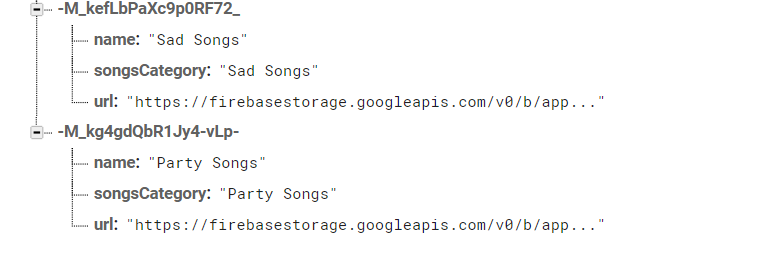 -M_kefLbPaXc9p0RF72_
name: "Sad Songs"
songsCategory: "Sad Songs"
url: "https://firebasestorage.googleapis.com/v0/b/app..."
-M_kg4gdQbR1Jy4-vLp-
name: "Party Songs"
songsCategory: "Party Songs"
url: "https://firebasestorage.googleapis.com/v0/b/app..."